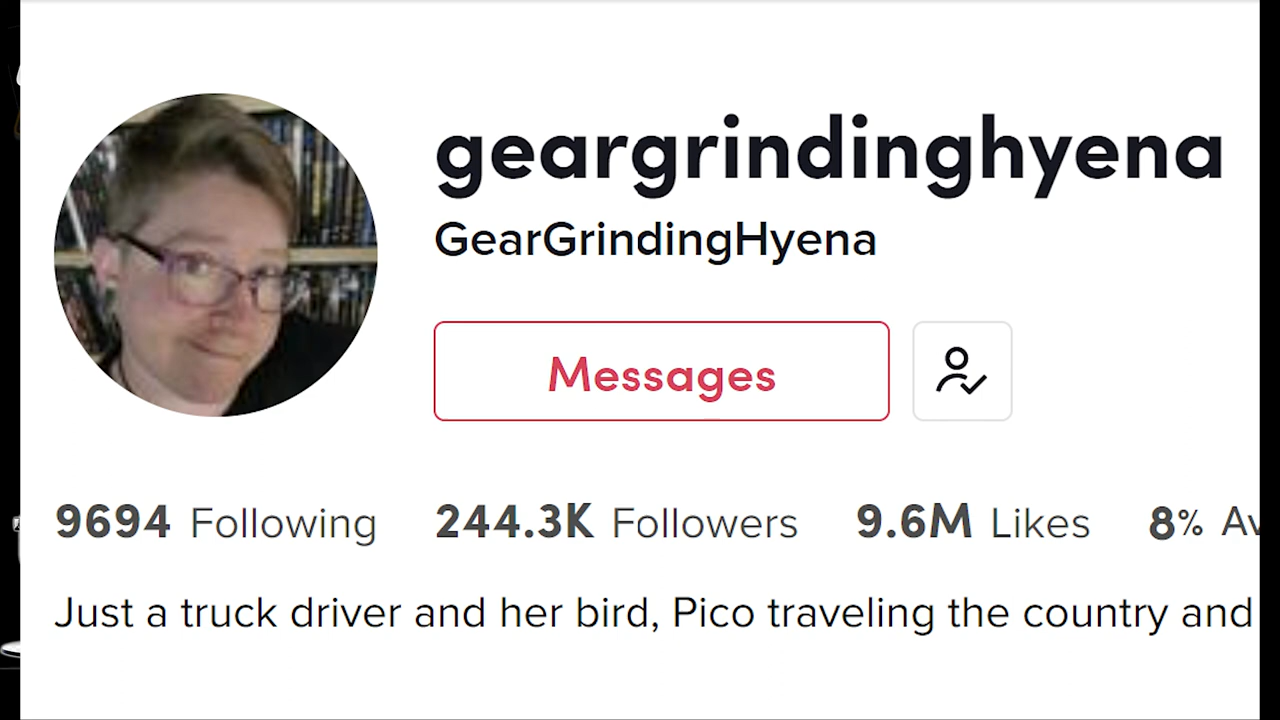 geargrindinghyena
GearGrindingHyena
Messages
9694 Following 244.3K Followers 9.6M Likes 8% Av
Just a truck driver and her bird, Pico traveling the country and